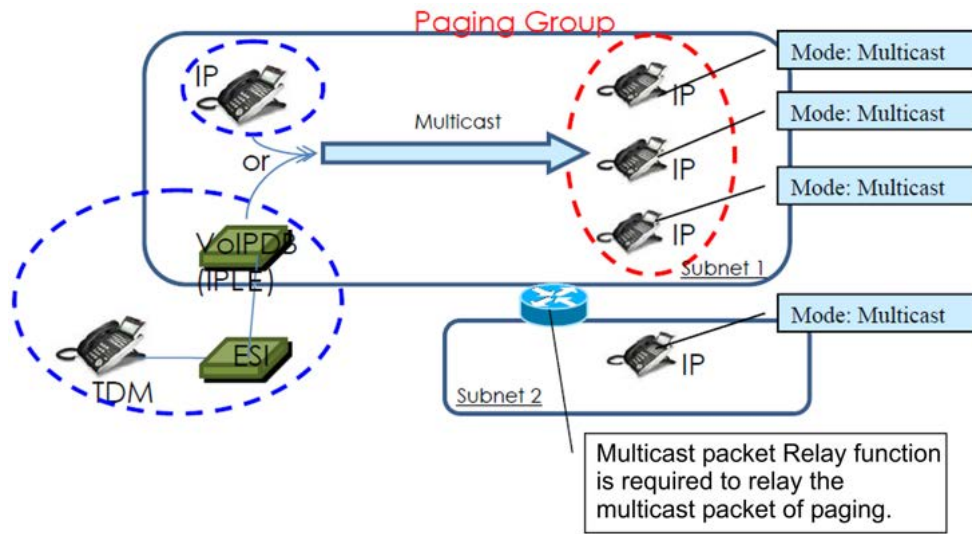 Paging Group
IP
Multicast
or
IP
Mode: Multicast
IP
Mode: Multicast
IP
Mode: Multicast
VoIPDB
(IPLE)
Subnet 1
TDM
ESI
IP
Mode: Multicast
Subnet 2
Multicast packet Relay function
is required to relay the
multicast packet of paging.